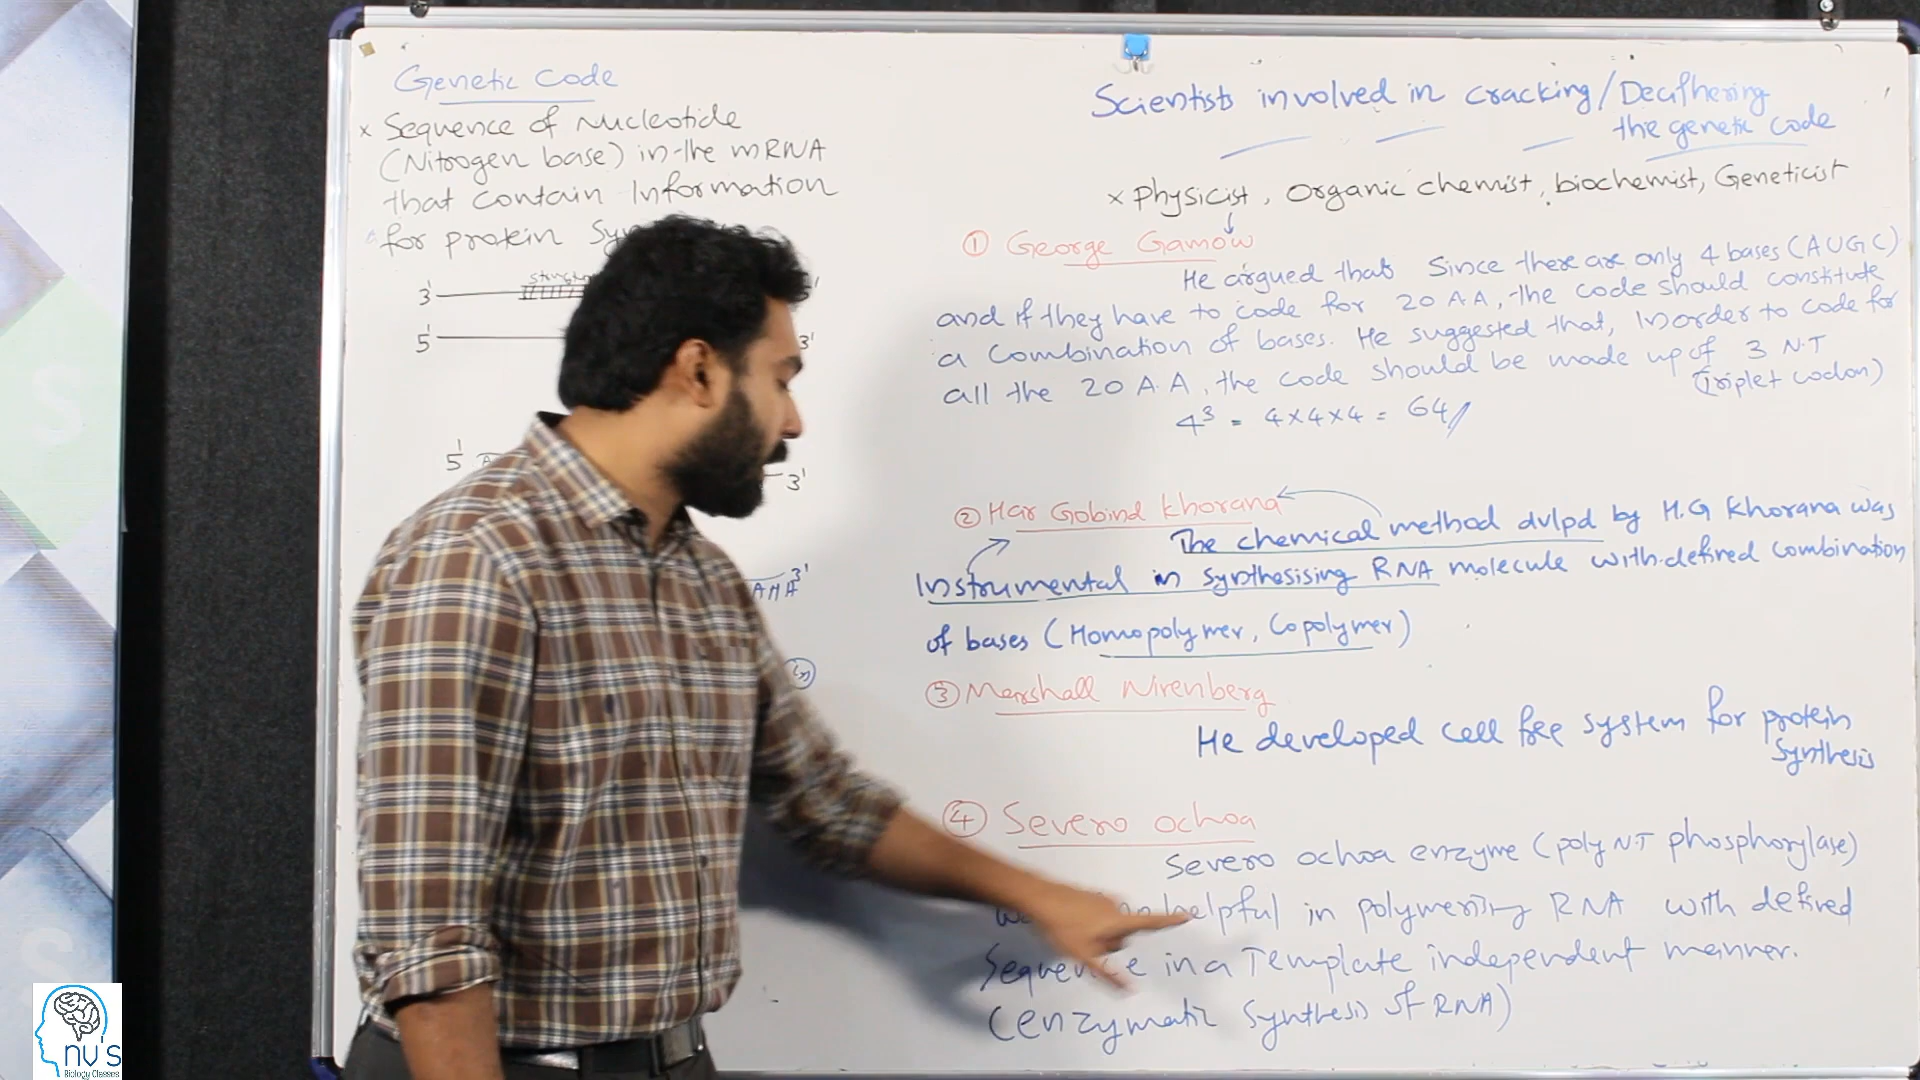 Genetic Code
x Sequence of Nucleotide
(Nitrogen base) in the mRNA
that contain Information
for protein
3'
5'
3'
5'
3'
3'
Scientists involved in cracking/Decifhering
the genetic code
x Physicist, Organic chemist, biochemist, Geneticist
① George Gamow
He argued that Since there are only 4 bases (AUGC)
and if they have to code for 20 A.A, the code should constitute
a combination of bases. He suggested that, Inorder to code for
all the 20 A.A, the code should be made up of 3 N.T
(Triplet codon)
4³ = 4x4x4 = 64//
② Har Gobind Khorana
The chemical method dvlpd by H.G Khorana was
Instrumental in synthesising RNA molecule with defined combination
of bases (Homopolymer, Copolymer)
③ Marshall Nirenberg
He developed cell free system for protein
Synthesis
④ Severo ochoa
Severo ochoa enzyme (poly N.T phosphorylase)
helpful in polymerising RNA with defined
Sequence in a Template independent manner.
(enzymatic synthesis of RNA)
nv's
Biology Classes